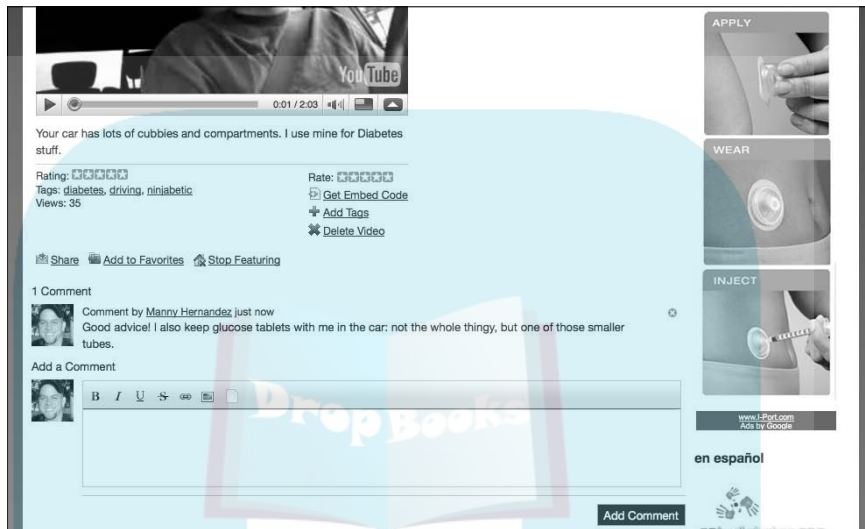 YouTube
0:01 / 2:03
Your car has lots of cubbies and compartments. I use mine for Diabetes
stuff.
Rating:
Tags: diabetes, driving, ninjabetic
Views: 35
Rate:
Get Embed Code
Add Tags
Delete Video
Share Add to Favorites Stop Featuring
1 Comment
Comment by Manny Hernandez just now
Good advice! I also keep glucose tablets with me in the car: not the whole thingy, but one of those smaller
tubes.
Add a Comment
B I U S
Drop Books
Add Comment
APPLY
WEAR
INJECT
www.I-Port.com
Ads by Google
en español